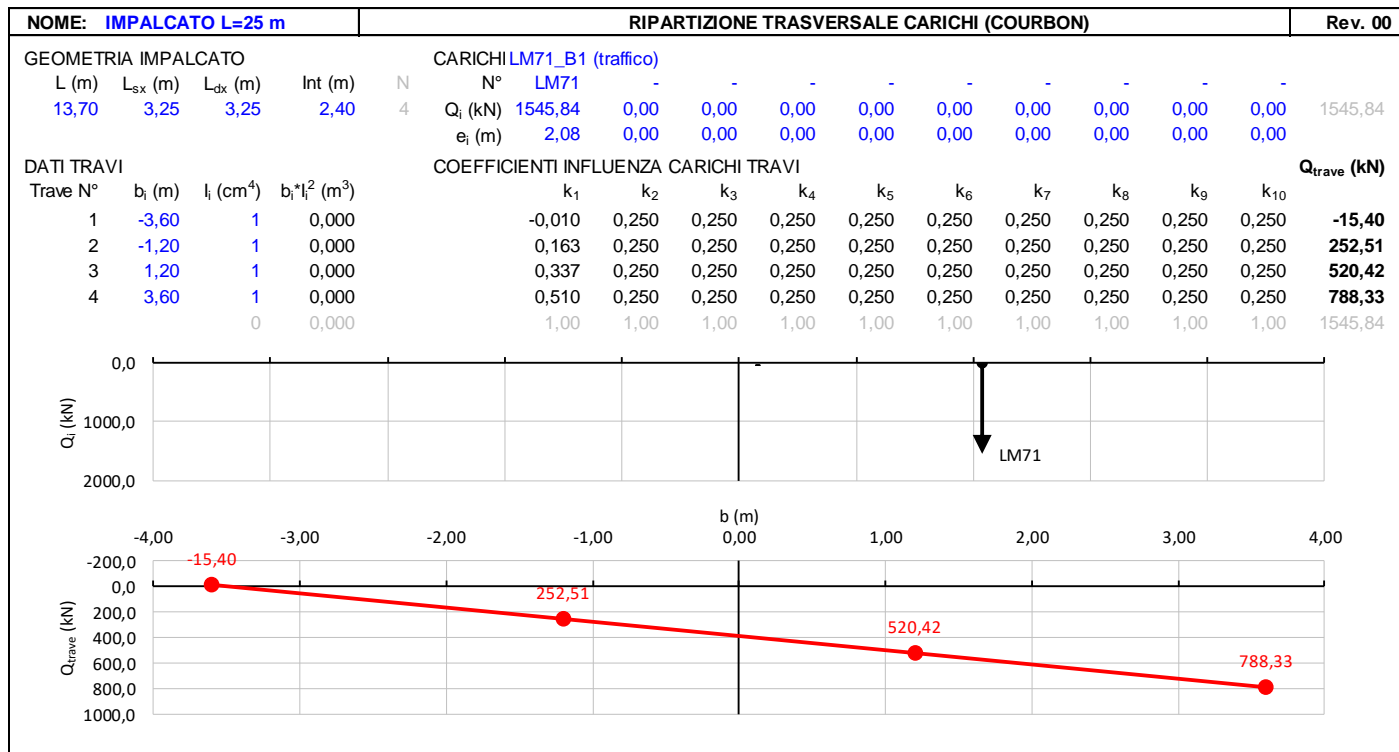 NOME: IMPALCATO L=25 m RIPARTIZIONE TRASVERSALE CARICHI (COURBON) Rev. 00
GEOMETRIA IMPALCATO CARICHI LM71_B1 (traffico)
L (m) Lsx (m) Ldx (m) Int (m) N N° LM71 - - - - - - - - -
13,70 3,25 3,25 2,40 4 Qi (kN) 1545,84 0,00 0,00 0,00 0,00 0,00 0,00 0,00 0,00 0,00 1545,84
ei (m) 2,08 0,00 0,00 0,00 0,00 0,00 0,00 0,00 0,00 0,00
DATI TRAVI COEFFICIENTI INFLUENZA CARICHI TRAVI Qtrave (kN)
Trave N° bi (m) Ii (cm4) bi*Ii2 (m3) k1 k2 k3 k4 k5 k6 k7 k8 k9 k10
1 -3,60 1 0,000 -0,010 0,250 0,250 0,250 0,250 0,250 0,250 0,250 0,250 0,250 -15,40
2 -1,20 1 0,000 0,163 0,250 0,250 0,250 0,250 0,250 0,250 0,250 0,250 0,250 252,51
3 1,20 1 0,000 0,337 0,250 0,250 0,250 0,250 0,250 0,250 0,250 0,250 0,250 520,42
4 3,60 1 0,000 0,510 0,250 0,250 0,250 0,250 0,250 0,250 0,250 0,250 0,250 788,33
0 0,000 1,00 1,00 1,00 1,00 1,00 1,00 1,00 1,00 1,00 1,00 1545,84
0,0
Qi (kN)
1000,0
LM71
2000,0
b (m)
-4,00 -3,00 -2,00 -1,00 0,00 1,00 2,00 3,00 4,00
-200,0
-15,40
0,0
252,51
200,0
Qtrave (kN)
400,0
520,42
600,0
788,33
800,0
1000,0